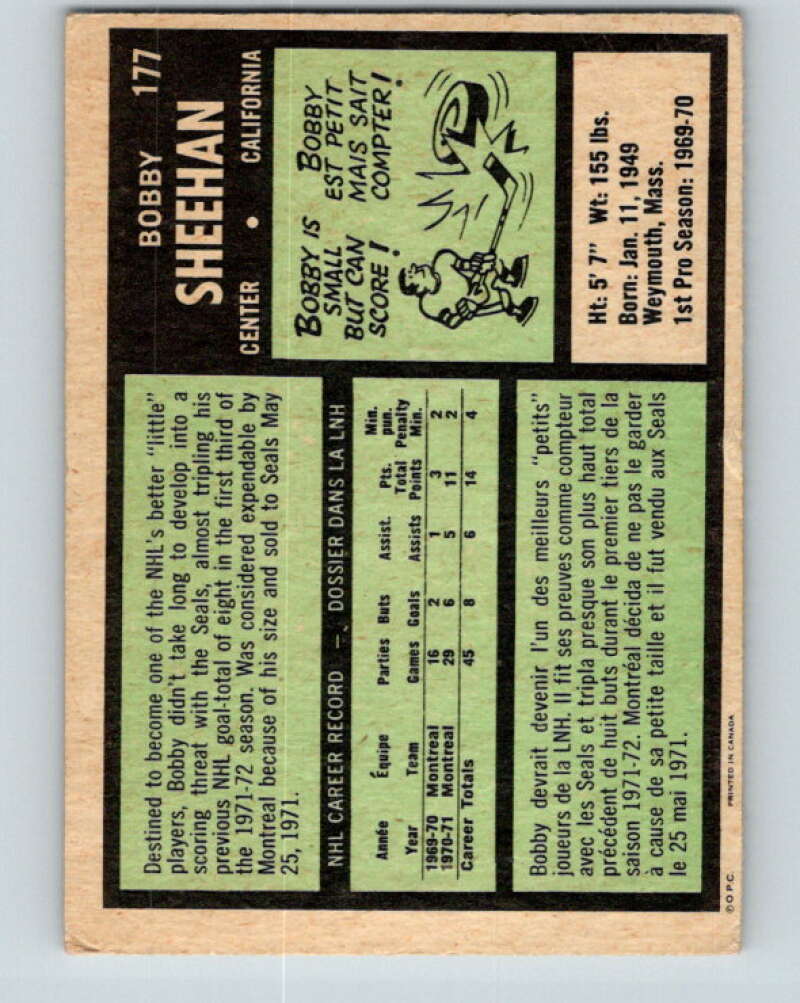 BOBBY 177
SHEEHAN
CENTER • CALIFORNIA
Destined to become one of the NHL's better "little"
players, Bobby didn't take long to develop into a
scoring threat with the Seals, almost tripling his
previous NHL goal-total of eight in the first third of
the 1971-72 season. Was considered expendable by
Montreal because of his size and sold to Seals May
25, 1971.
BOBBY IS
SMALL
BUT CAN
SCORE!
BOBBY
EST PETIT
MAIS SAIT
COMPTER!
NHL CAREER RECORD — DOSSIER DANS LA LNH
Année Équipe Parties Buts Assist. Pts. Total Min. pun.
Year Team Games Goals Assists Points Penalty Min.
1969-70 Montreal 16 2 1 3 2
1970-71 Montreal 29 6 5 11 2
Career Totals 45 8 6 14 4
Ht: 5' 7" Wt: 155 lbs.
Born: Jan. 11, 1949
Weymouth, Mass.
1st Pro Season: 1969-70
Bobby devrait devenir l'un des meilleurs "petits"
joueurs de la LNH. Il fit ses preuves comme compteur
avec les Seals et tripla presque son plus haut total
précédent de huit buts durant le premier tiers de la
saison 1971-72. Montréal décida de ne pas le garder
à cause de sa petite taille et il fut vendu aux Seals
le 25 mai 1971.
© O.P.C. PRINTED IN CANADA